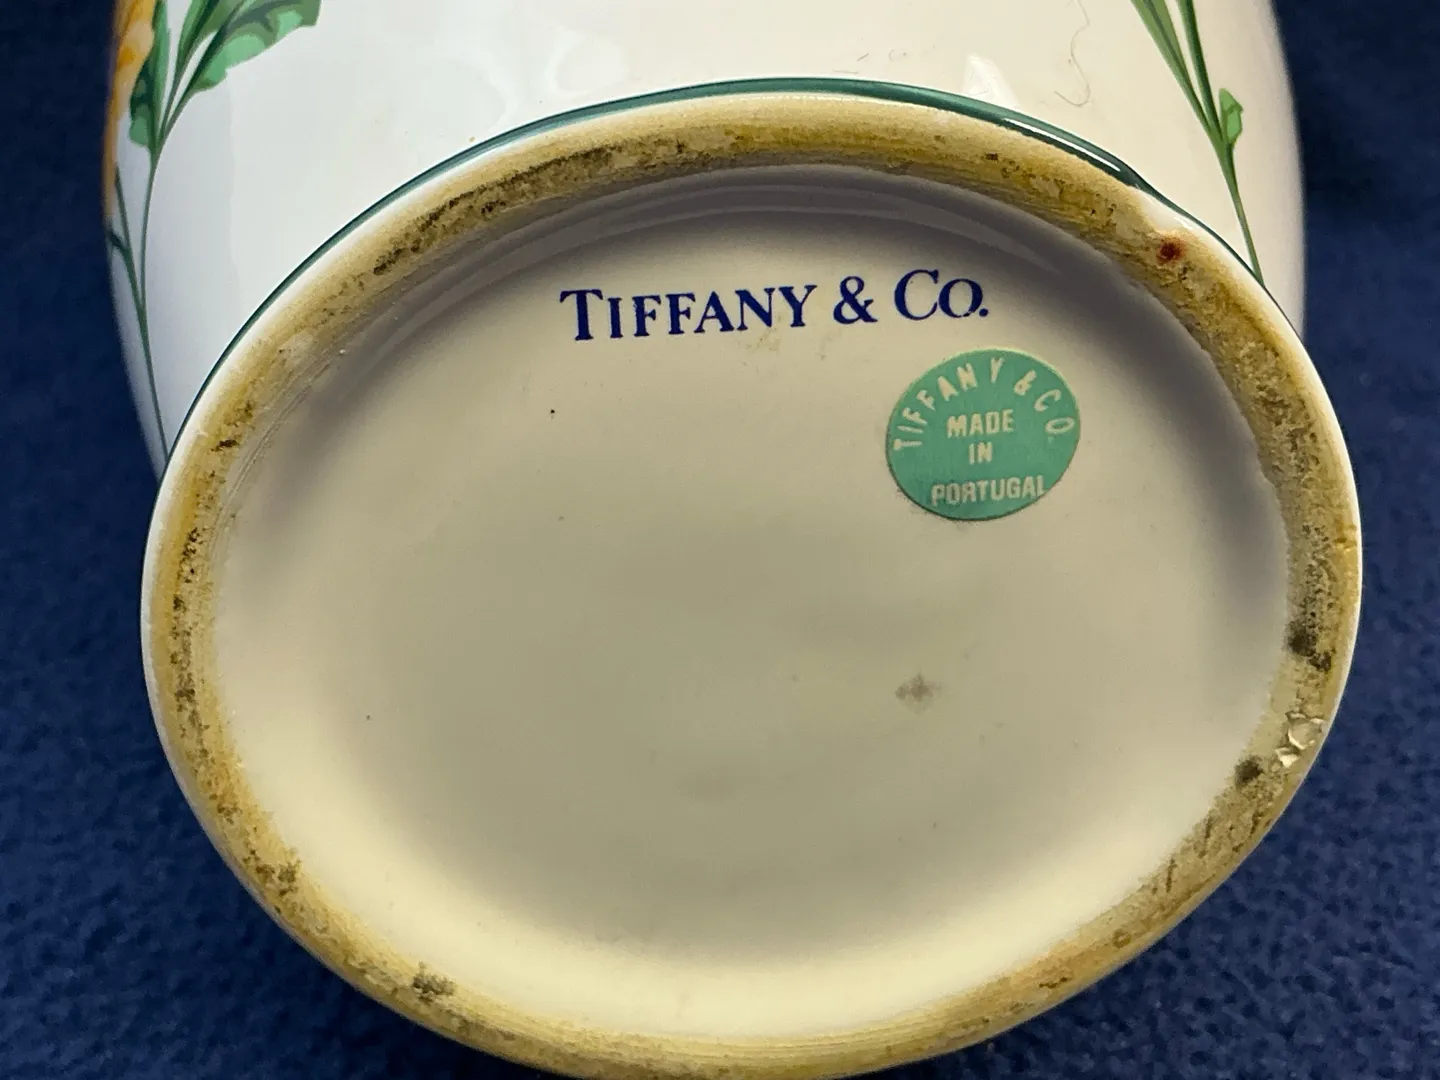 TIFFANY & CO.
TIFFANY & CO.
MADE
IN
PORTUGAL